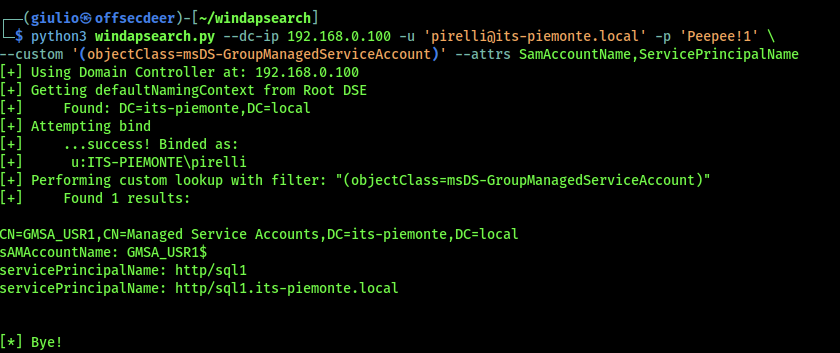 ┌──(giulio㉿offsecdeer)-[~/windapsearch]
└─$ python3 windapsearch.py --dc-ip 192.168.0.100 -u 'pirelli@its-piemonte.local' -p 'Peepee!1' \
--custom '(objectClass=msDS-GroupManagedServiceAccount)' --attrs SamAccountName,ServicePrincipalName
[+] Using Domain Controller at: 192.168.0.100
[+] Getting defaultNamingContext from Root DSE
[+]     Found: DC=its-piemonte,DC=local
[+] Attempting bind
[+]     ...success! Binded as:
[+]      u:ITS-PIEMONTE\pirelli
[+] Performing custom lookup with filter: "(objectClass=msDS-GroupManagedServiceAccount)"
[+]     Found 1 results:

CN=GMSA_USR1,CN=Managed Service Accounts,DC=its-piemonte,DC=local
sAMAccountName: GMSA_USR1$
servicePrincipalName: http/sql1
servicePrincipalName: http/sql1.its-piemonte.local

[*] Bye!